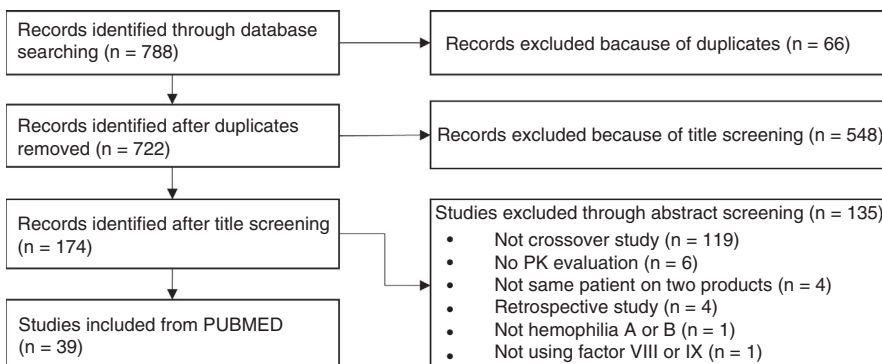 Records identified through database
searching (n = 788)
Records excluded bacause of duplicates (n = 66)
Records identified after duplicates
removed (n = 722)
Records excluded because of title screening (n = 548)
Records identified after title screening
(n = 174)
Studies excluded through abstract screening (n = 135)
• Not crossover study (n = 119)
• No PK evaluation (n = 6)
• Not same patient on two products (n = 4)
• Retrospective study (n = 4)
• Not hemophilia A or B (n = 1)
• Not using factor VIII or IX (n = 1)
Studies included from PUBMED
(n = 39)